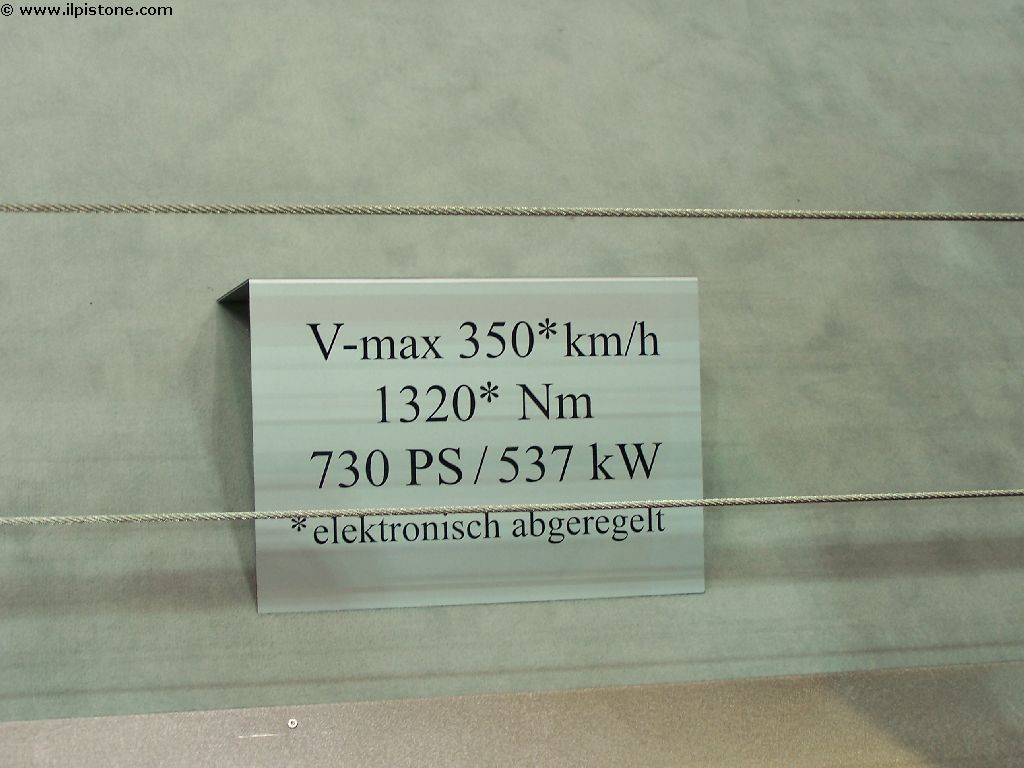 © www.ilpistone.com
V-max 350* km/h
1320* Nm
730 PS / 537 kW
* elektronisch abgeregelt